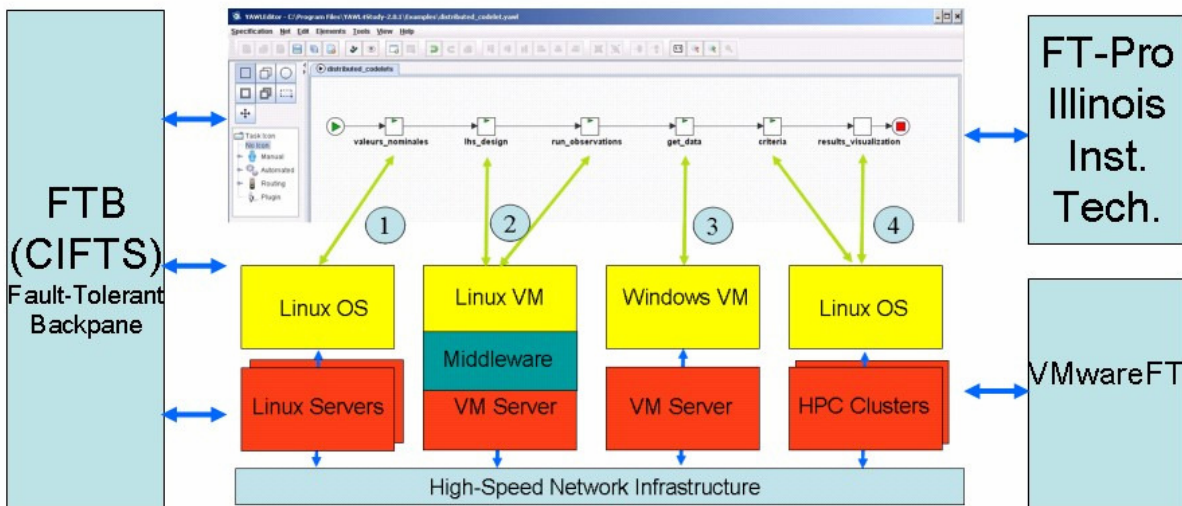 YAWLEditor - C:\Program Files\YAWL4Study-2.0.1\Examples\distributed_codelet.yawl
Specification Net Edit Elements Tools View Help
distributed_codelets
Task Icon
No Icon
Manual
Automated
Routing
Plugin
valeurs_nominales
lhs_design
run_observations
get_data
criteria
results_visualization
FTB
(CIFTS)
Fault-Tolerant
Backpane
FT-Pro
Illinois
Inst.
Tech.
1
2
3
4
Linux OS
Linux VM
Windows VM
Linux OS
Middleware
Linux Servers
VM Server
VM Server
HPC Clusters
VMwareFT
High-Speed Network Infrastructure